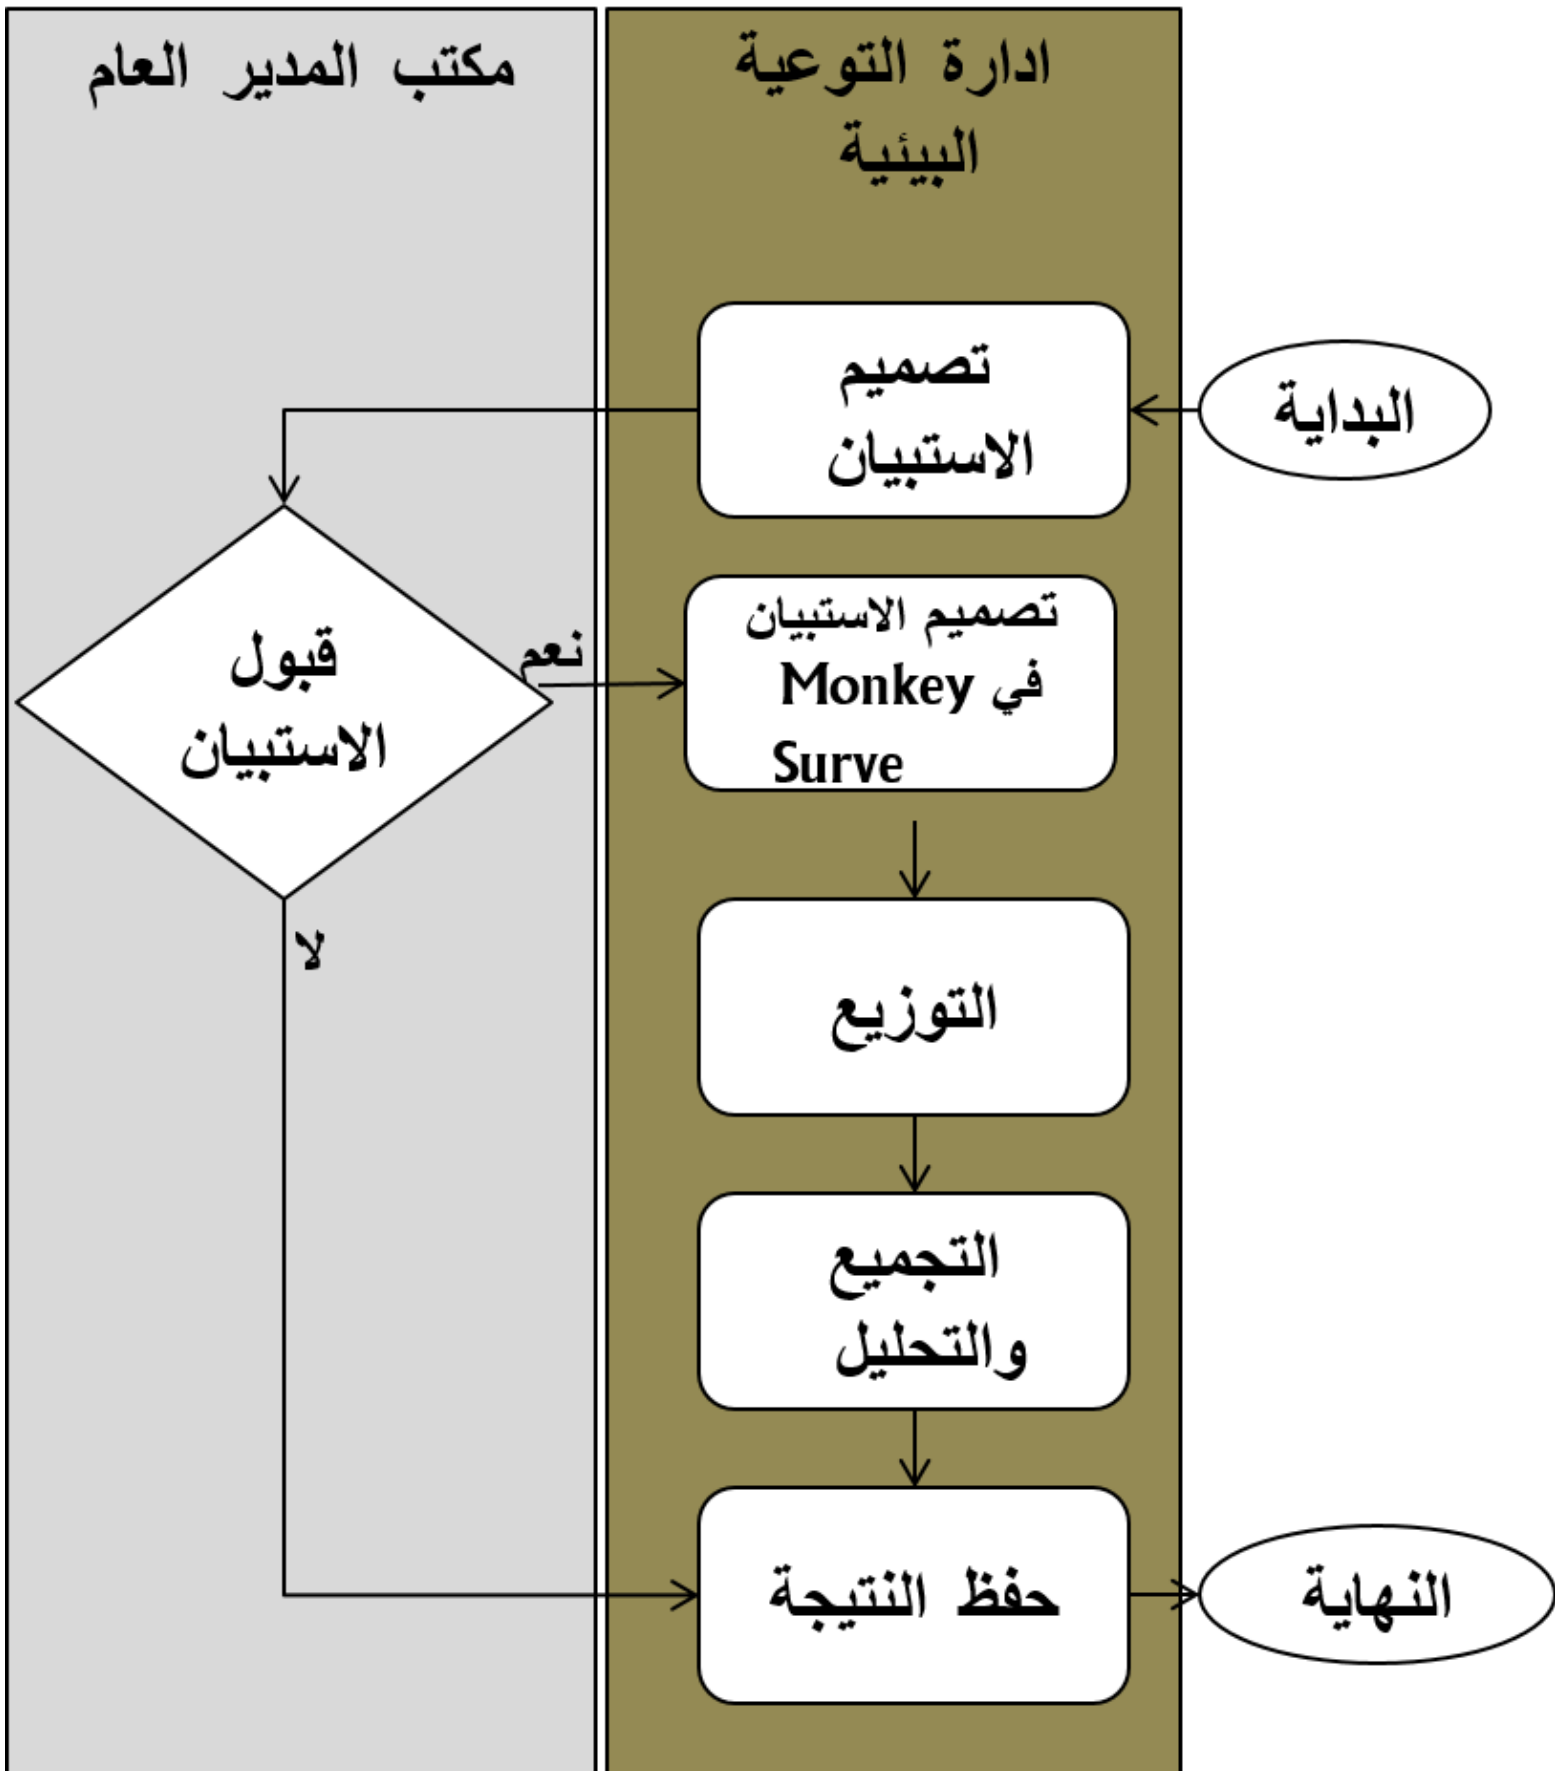 ادارة التوعية
البيئية
مكتب المدير العام
البداية
تصميم
الاستبيان
قبول
الاستبيان
نعم
لا
تصميم الاستبيان
في Monkey
Surve
التوزيع
التجميع
والتحليل
حفظ النتيجة
النهاية